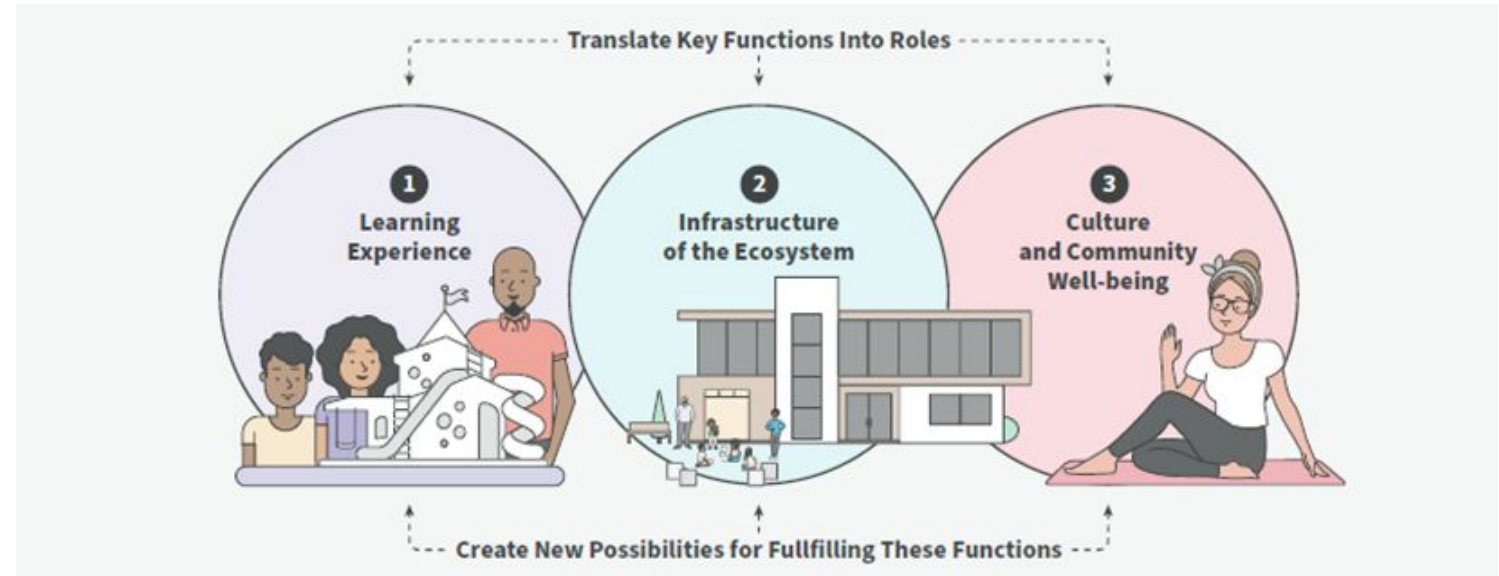 Translate Key Functions Into Roles
1
Learning
Experience
2
Infrastructure
of the Ecosystem
3
Culture
and Community
Well-being
Create New Possibilities for Fullfilling These Functions